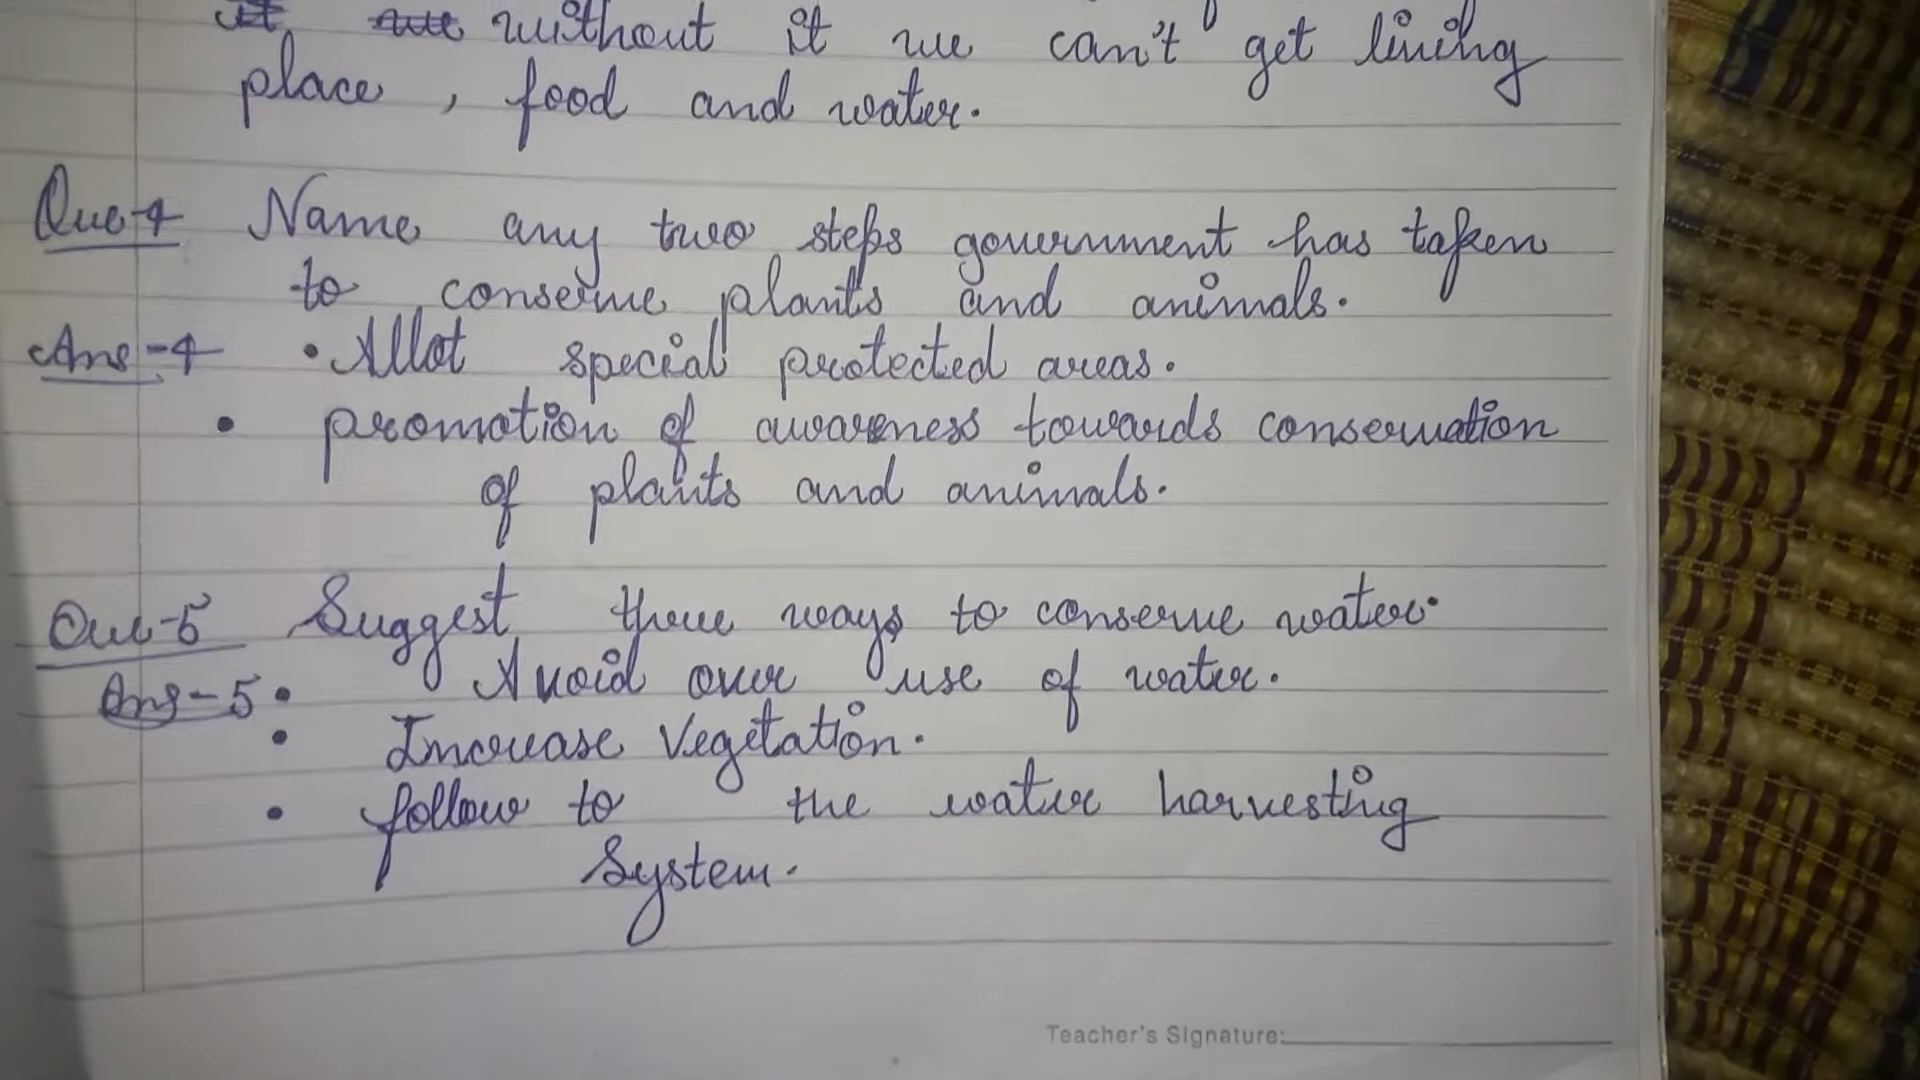 without it we can't get living
place , food and water.
Que-4 Name any two steps government has taken
to conserve plants and animals.
Ans-4 • Allot special protected areas.
• promotion of awareness towards conservation
of plants and animals.
Que-5 Suggest three ways to conserve water.
Ans-5 • Avoid over use of water.
• Increase Vegetation.
• follow to the water harvesting
System.
Teacher's Signature: